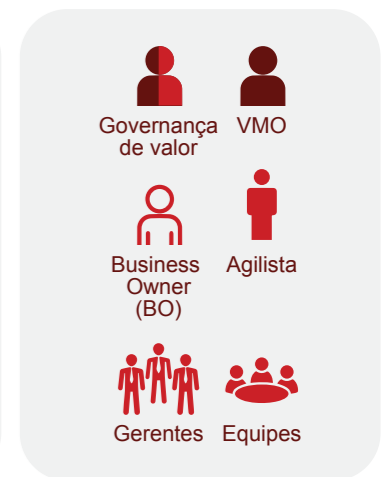 Governança VMO
de valor
Business Agilista
Owner
(BO)
Gerentes Equipes